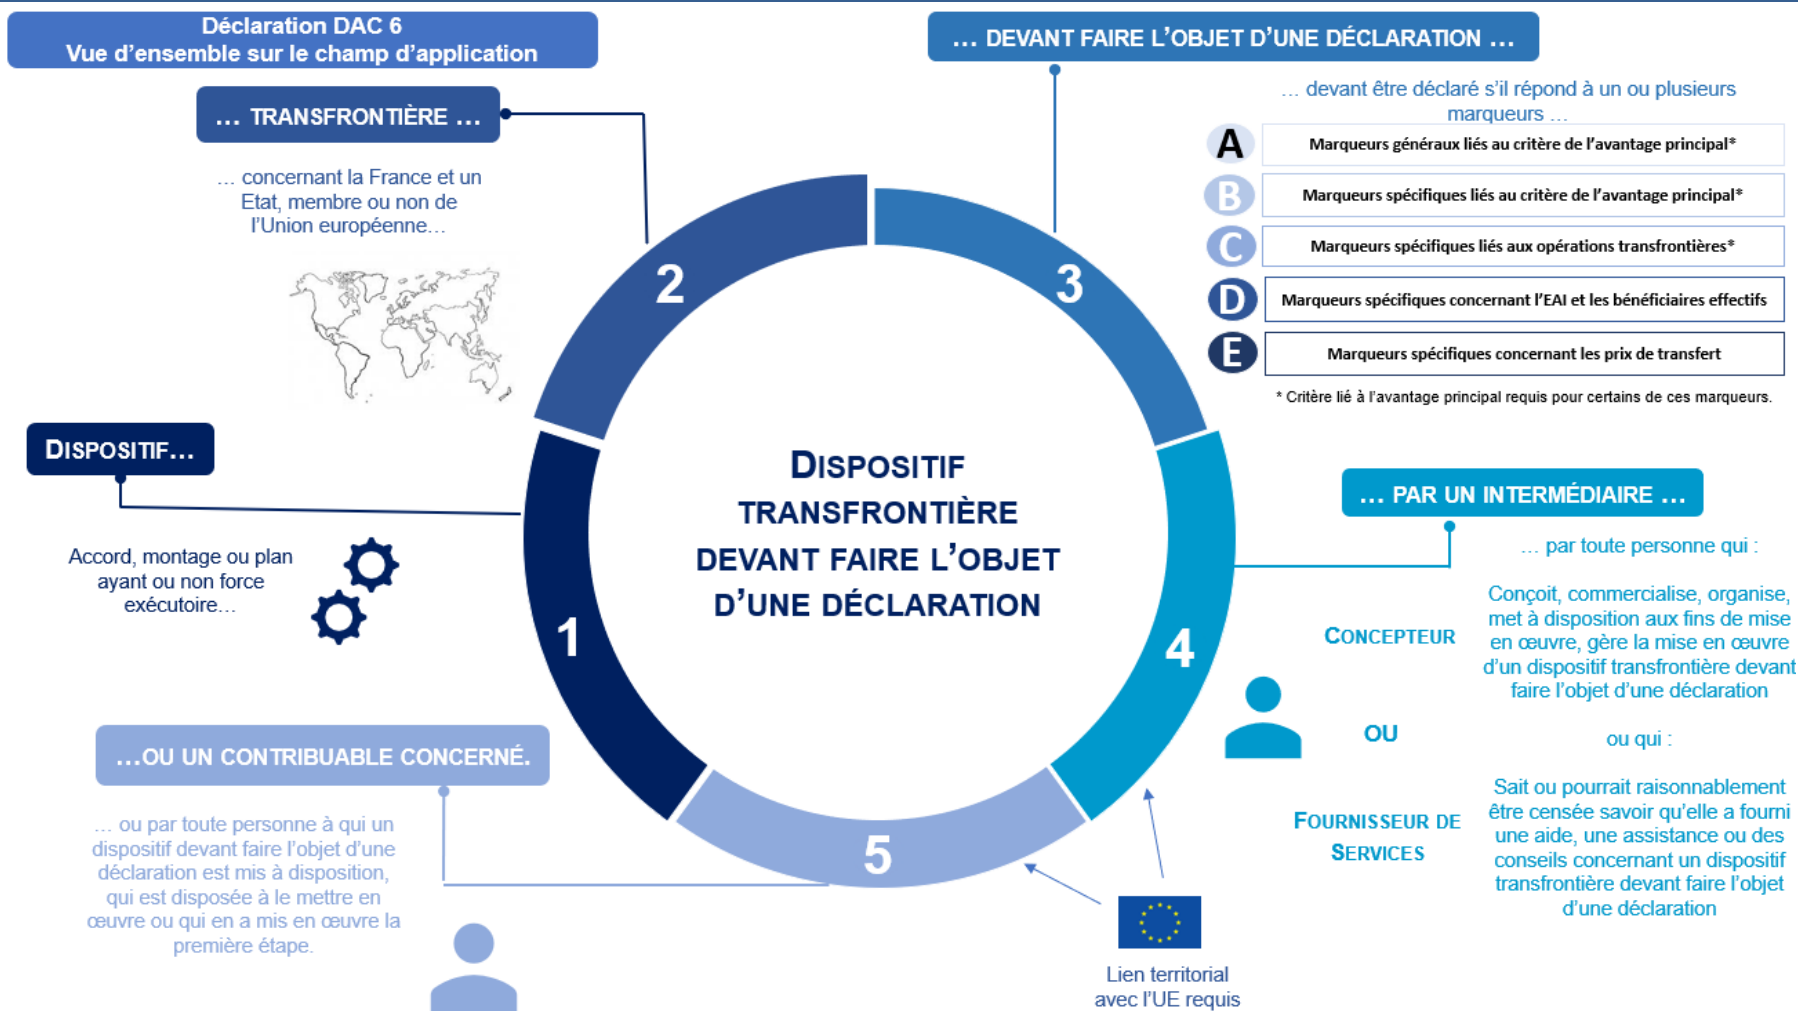 Déclaration DAC 6
Vue d’ensemble sur le champ d’application
… TRANSFRONTIÈRE …
… concernant la France et un
Etat, membre ou non de
l’Union européenne…
… DEVANT FAIRE L’OBJET D’UNE DÉCLARATION …
… devant être déclaré s’il répond à un ou plusieurs
marqueurs …
A
Marqueurs généraux liés au critère de l’avantage principal*
B
Marqueurs spécifiques liés au critère de l’avantage principal*
C
Marqueurs spécifiques liés aux opérations transfrontières*
D
Marqueurs spécifiques concernant l’EAI et les bénéficiaires effectifs
E
Marqueurs spécifiques concernant les prix de transfert
* Critère lié à l’avantage principal requis pour certains de ces marqueurs.
2
3
DISPOSITIF…
Accord, montage ou plan
ayant ou non force
exécutoire…
1
DISPOSITIF
TRANSFRONTIÈRE
DEVANT FAIRE L’OBJET
D’UNE DÉCLARATION
4
… PAR UN INTERMÉDIAIRE …
… par toute personne qui :
CONCEPTEUR
Conçoit, commercialise, organise,
met à disposition aux fins de mise
en œuvre, gère la mise en œuvre
d’un dispositif transfrontière devant
faire l’objet d’une déclaration
OU
ou qui :
FOURNISSEUR DE
SERVICES
Sait ou pourrait raisonnablement
être censée savoir qu’elle a fourni
une aide, une assistance ou des
conseils concernant un dispositif
transfrontière devant faire l’objet
d’une déclaration
…OU UN CONTRIBUABLE CONCERNÉ.
… ou par toute personne à qui un
dispositif devant faire l’objet d’une
déclaration est mis à disposition,
qui est disposée à le mettre en
œuvre ou qui en a mis en œuvre la
première étape.
5
Lien territorial
avec l’UE requis